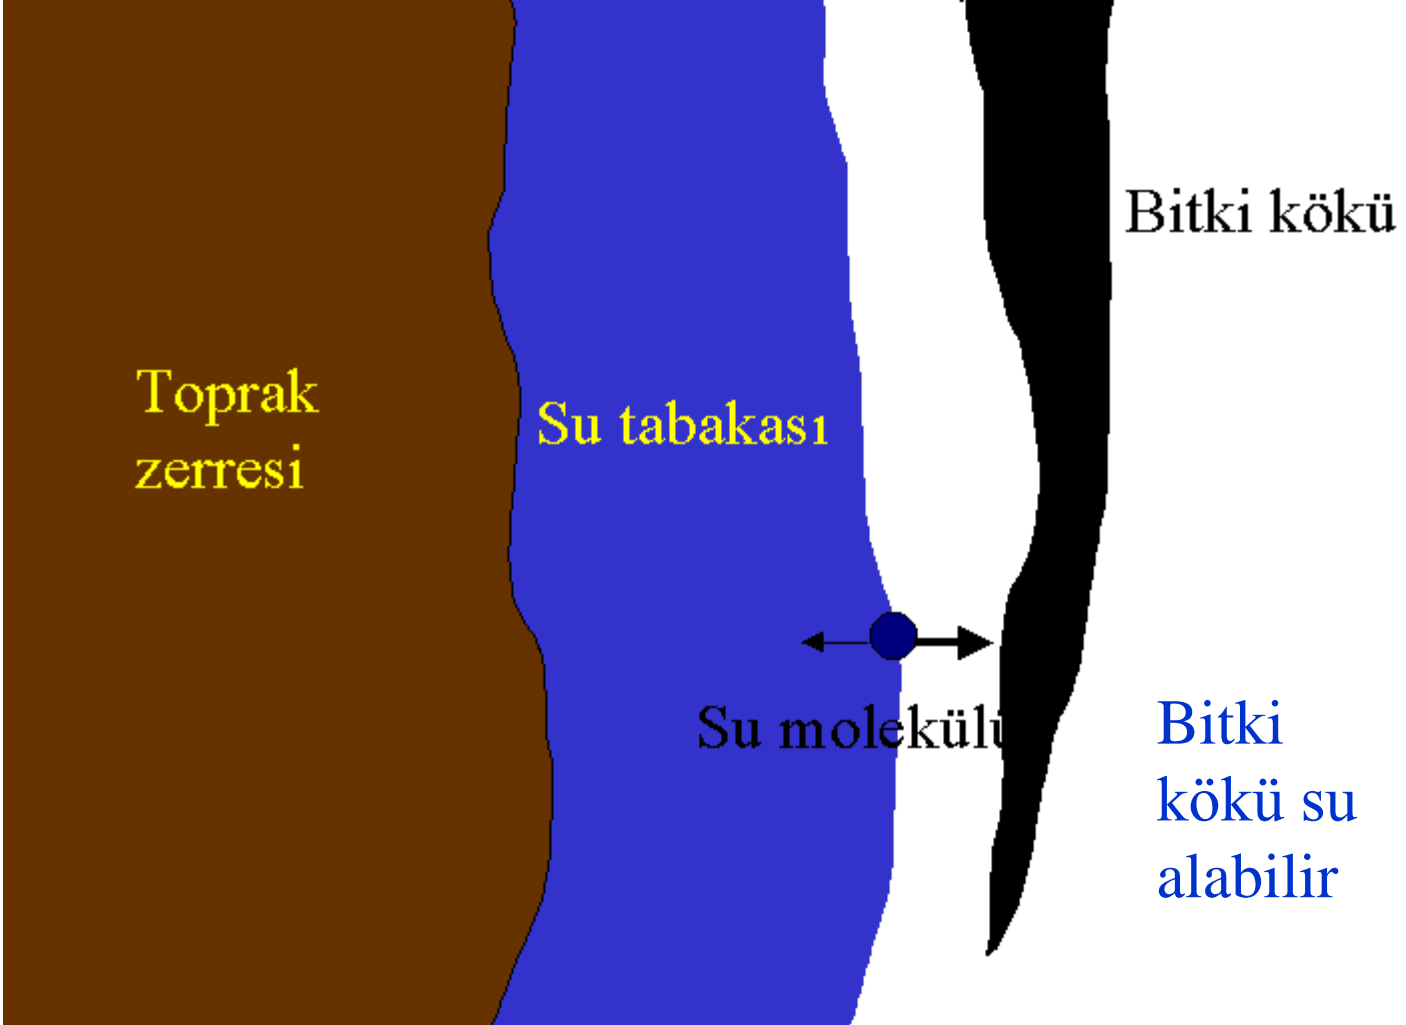 Bitki kökü
Toprak
zerresi
Su tabakası
Su molekülü
Bitki
kökü su
alabilir